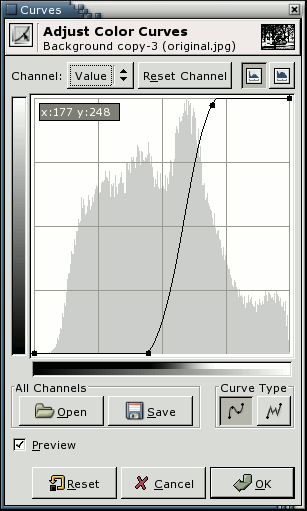 Curves
Adjust Color Curves
Background copy-3 (original.jpg)
Channel: Value Reset Channel
x:177 y:248
All Channels
Curve Type
Open
Save
Preview
Reset
Cancel
OK